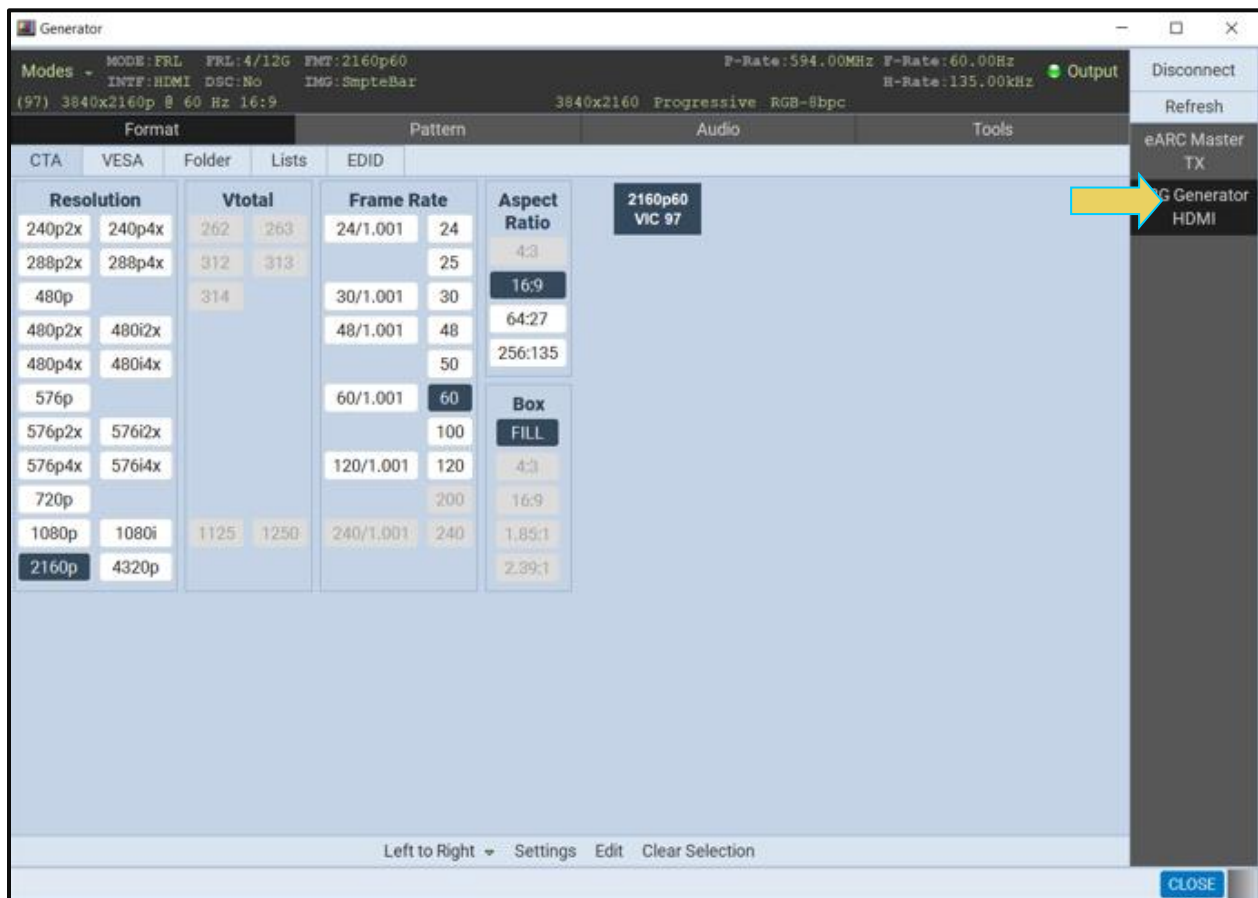 Generator
Modes MODE:FRL FRL:4/12G FMT:2160p60 P-Rate:594.00MHz F-Rate:60.00Hz Output
INTF:HDMI DSC:No IMG:SmpteBar H-Rate:135.00kHz
(97) 3840x2160p @ 60 Hz 16:9 3840x2160 Progressive RGB-8bpc
Disconnect
Refresh
eARC Master
TX
G Generator
HDMI
Format Pattern Audio Tools
CTA VESA Folder Lists EDID
Resolution Vtotal Frame Rate Aspect
Ratio
2160p60
VIC 97
240p2x 240p4x 262 263 24/1.001 24
288p2x 288p4x 312 313 25
480p 314 30/1.001 30
480p2x 480i2x 48/1.001 48
480p4x 480i4x 50
576p 60/1.001 60
576p2x 576i2x 100
576p4x 576i4x 120/1.001 120
720p 200
1080p 1080i 1125 1250 240/1.001 240
2160p 4320p
4:3
16:9
64:27
256:135
Box
FILL
4:3
16:9
1.85:1
2.39:1
Left to Right Settings Edit Clear Selection
CLOSE